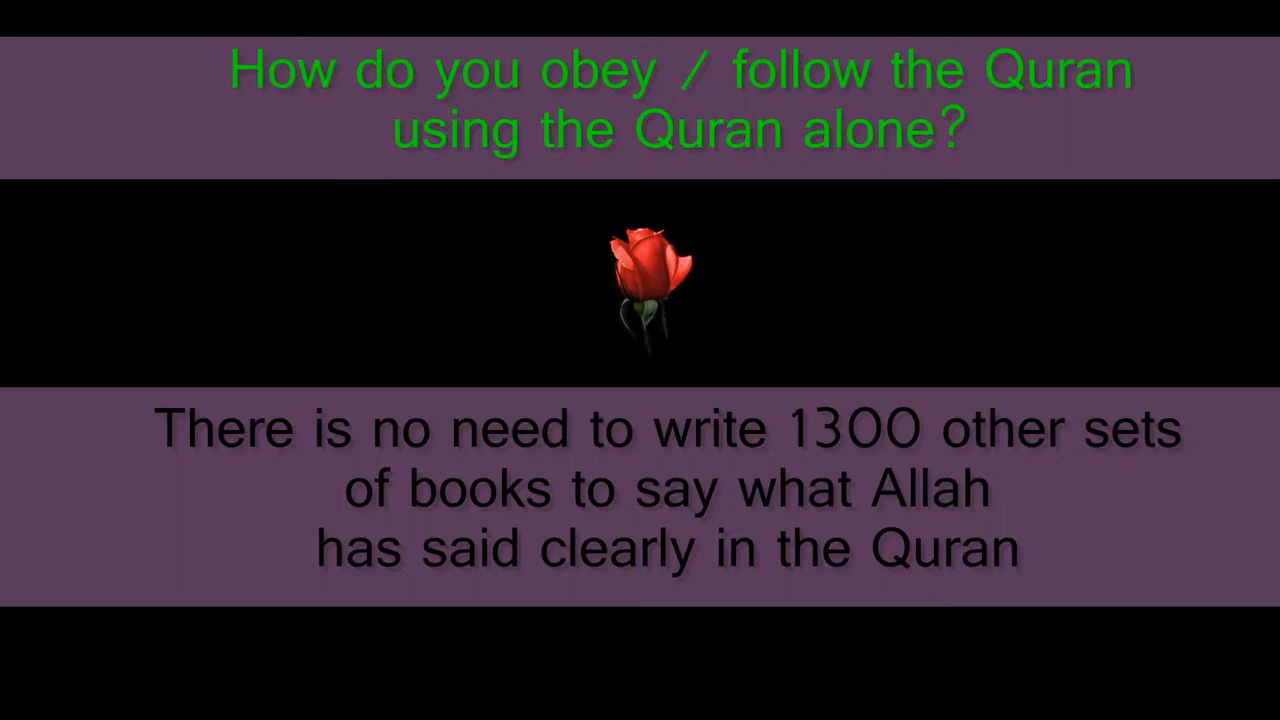 How do you obey / follow the Quran
using the Quran alone?
There is no need to write 1300 other sets
of books to say what Allah
has said clearly in the Quran